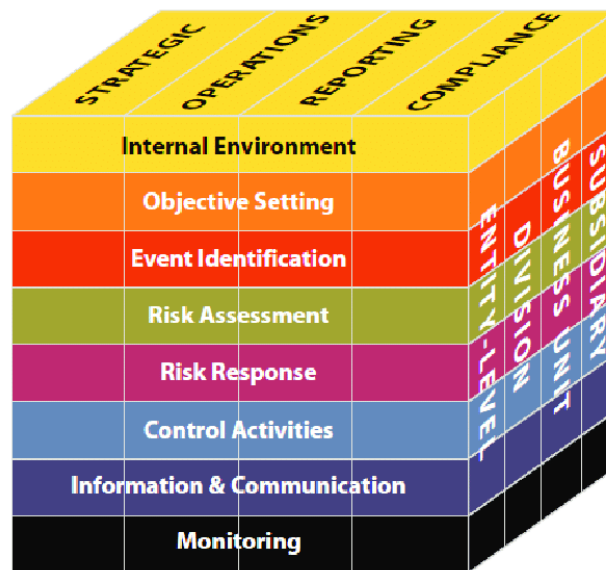 STRATEGIC
OPERATIONS
REPORTING
COMPLIANCE
Internal Environment
Objective Setting
Event Identification
Risk Assessment
Risk Response
Control Activities
Information & Communication
Monitoring
ENTITY-LEVEL
DIVISION
BUSINESS UNIT
SUBSIDIARY